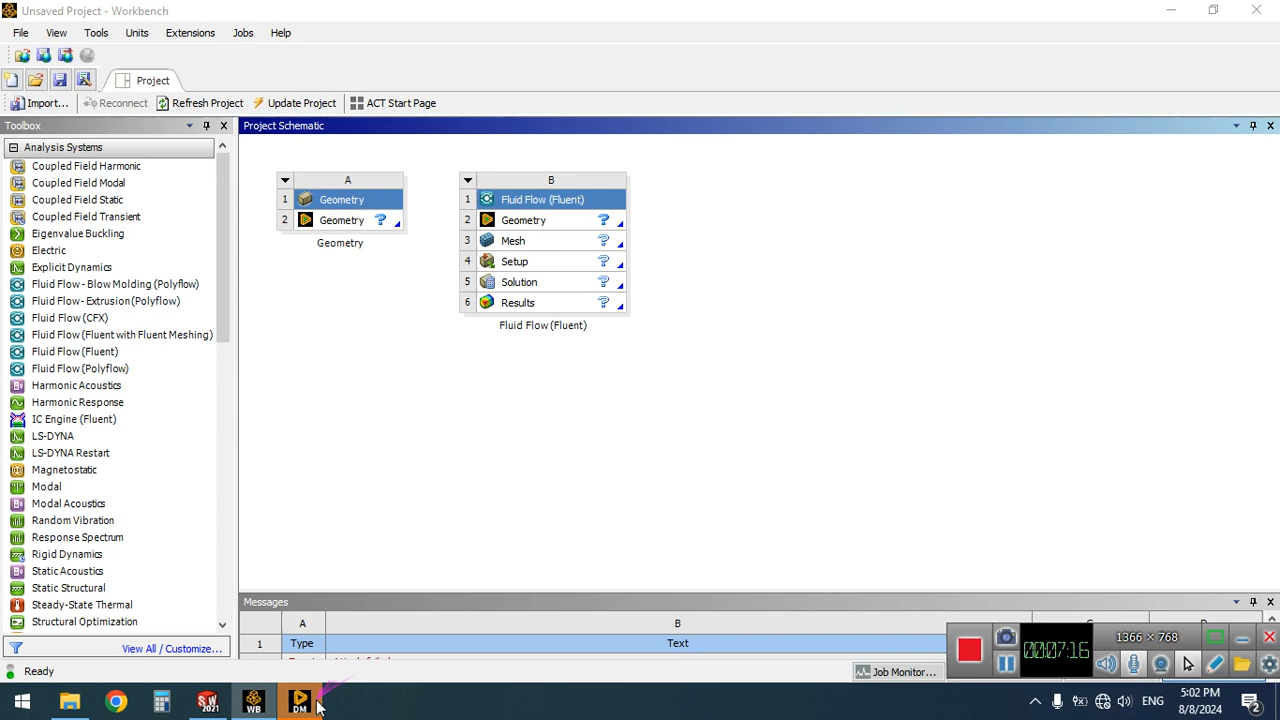 Unsaved Project - Workbench
File View Tools Units Extensions Jobs Help
Project
Import... Reconnect Refresh Project Update Project ACT Start Page
Toolbox
Project Schematic
Analysis Systems
Coupled Field Harmonic
Coupled Field Modal
Coupled Field Static
Coupled Field Transient
Eigenvalue Buckling
Electric
Explicit Dynamics
Fluid Flow - Blow Molding (Polyflow)
Fluid Flow - Extrusion (Polyflow)
Fluid Flow (CFX)
Fluid Flow (Fluent with Fluent Meshing)
Fluid Flow (Fluent)
Fluid Flow (Polyflow)
Harmonic Acoustics
Harmonic Response
IC Engine (Fluent)
LS-DYNA
LS-DYNA Restart
Magnetostatic
Modal
Modal Acoustics
Random Vibration
Response Spectrum
Rigid Dynamics
Static Acoustics
Static Structural
Steady-State Thermal
Structural Optimization
View All / Customize...
A
1 Geometry
2 Geometry ?
Geometry
B
1 Fluid Flow (Fluent)
2 Geometry ?
3 Mesh ?
4 Setup ?
5 Solution ?
6 Results ?
Fluid Flow (Fluent)
Messages
A B
1 Type Text
00:07:16
1366 × 768
Ready
Job Monitor...
SW 2021 WB DM
ENG
5:02 PM
8/8/2024
2